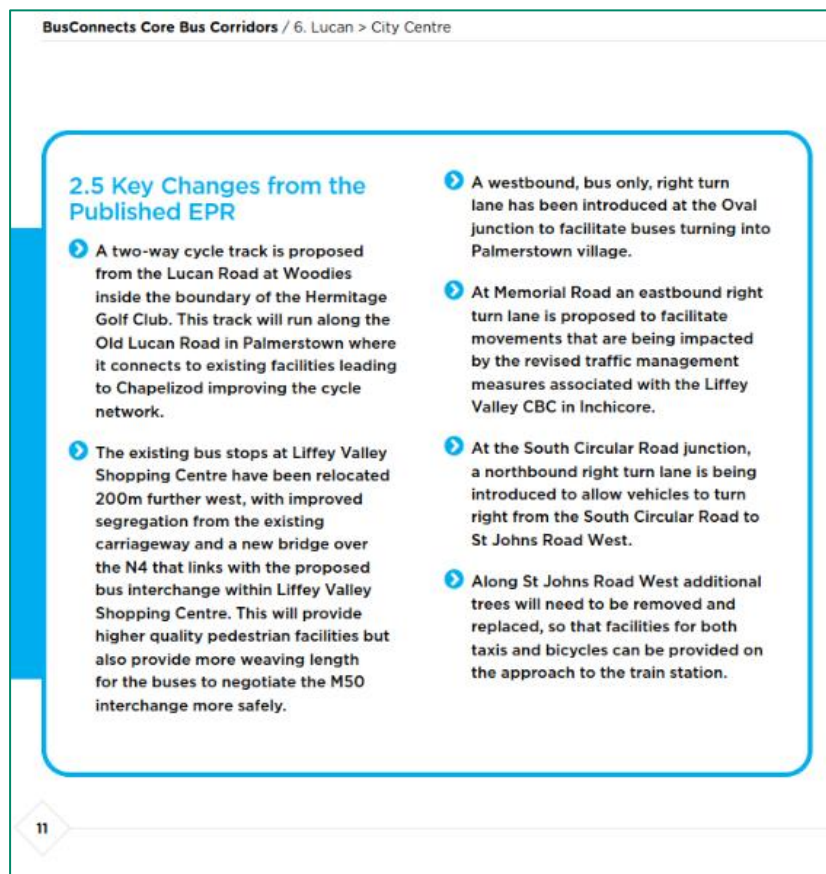 BusConnects Core Bus Corridors / 6. Lucan > City Centre
2.5 Key Changes from the
Published EPR
A two-way cycle track is proposed
from the Lucan Road at Woodies
inside the boundary of the Hermitage
Golf Club. This track will run along the
Old Lucan Road in Palmerstown where
it connects to existing facilities leading
to Chapelizod improving the cycle
network.
The existing bus stops at Liffey Valley
Shopping Centre have been relocated
200m further west, with improved
segregation from the existing
carriageway and a new bridge over
the N4 that links with the proposed
bus interchange within Liffey Valley
Shopping Centre. This will provide
higher quality pedestrian facilities but
also provide more weaving length
for the buses to negotiate the M50
interchange more safely.
A westbound, bus only, right turn
lane has been introduced at the Oval
junction to facilitate buses turning into
Palmerstown village.
At Memorial Road an eastbound right
turn lane is proposed to facilitate
movements that are being impacted
by the revised traffic management
measures associated with the Liffey
Valley CBC in Inchicore.
At the South Circular Road junction,
a northbound right turn lane is being
introduced to allow vehicles to turn
right from the South Circular Road to
St Johns Road West.
Along St Johns Road West additional
trees will need to be removed and
replaced, so that facilities for both
taxis and bicycles can be provided on
the approach to the train station.
11